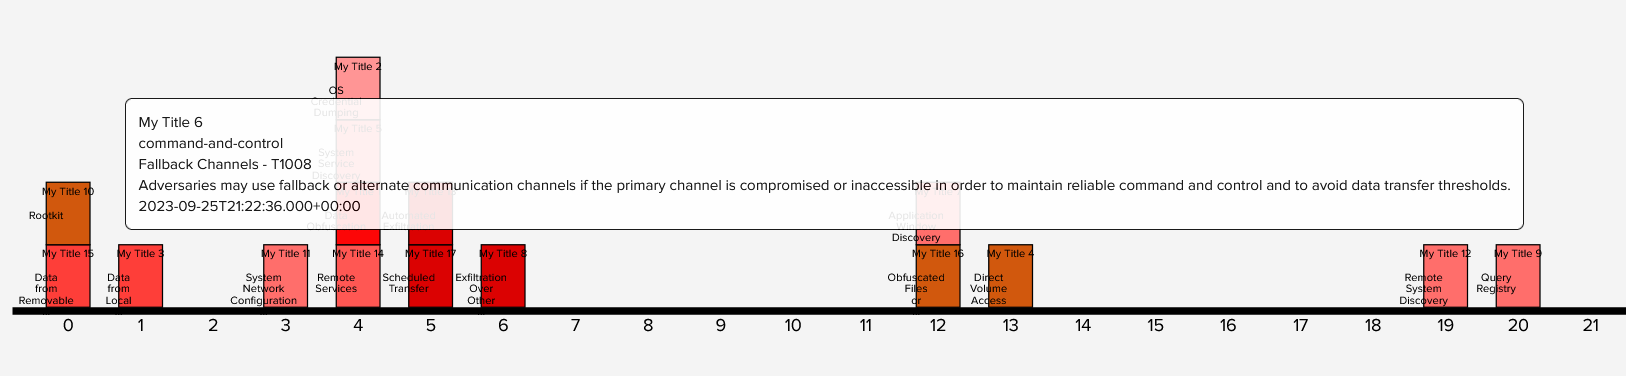 My Title 2
OS
Credential
Dumping
My Title 5
System
Service
Discovery
My Title 6
command-and-control
Fallback Channels - T1008
Adversaries may use fallback or alternate communication channels if the primary channel is compromised or inaccessible in order to maintain reliable command and control and to avoid data transfer thresholds.
2023-09-25T21:22:36.000+00:00
My Title 10
Rootkit
Application
Discovery
My Title 15
Data
from
Removable
My Title 3
Data
from
Local
My Title 11
System
Network
Configuration
My Title 14
Remote
Services
My Title 17
Scheduled
Transfer
My Title 8
Exfiltration
Over
Other
My Title 16
Obfuscated
Files
or
My Title 4
Direct
Volume
Access
My Title 12
Remote
System
Discovery
My Title 9
Query
Registry
0 1 2 3 4 5 6 7 8 9 10 11 12 13 14 15 16 17 18 19 20 21